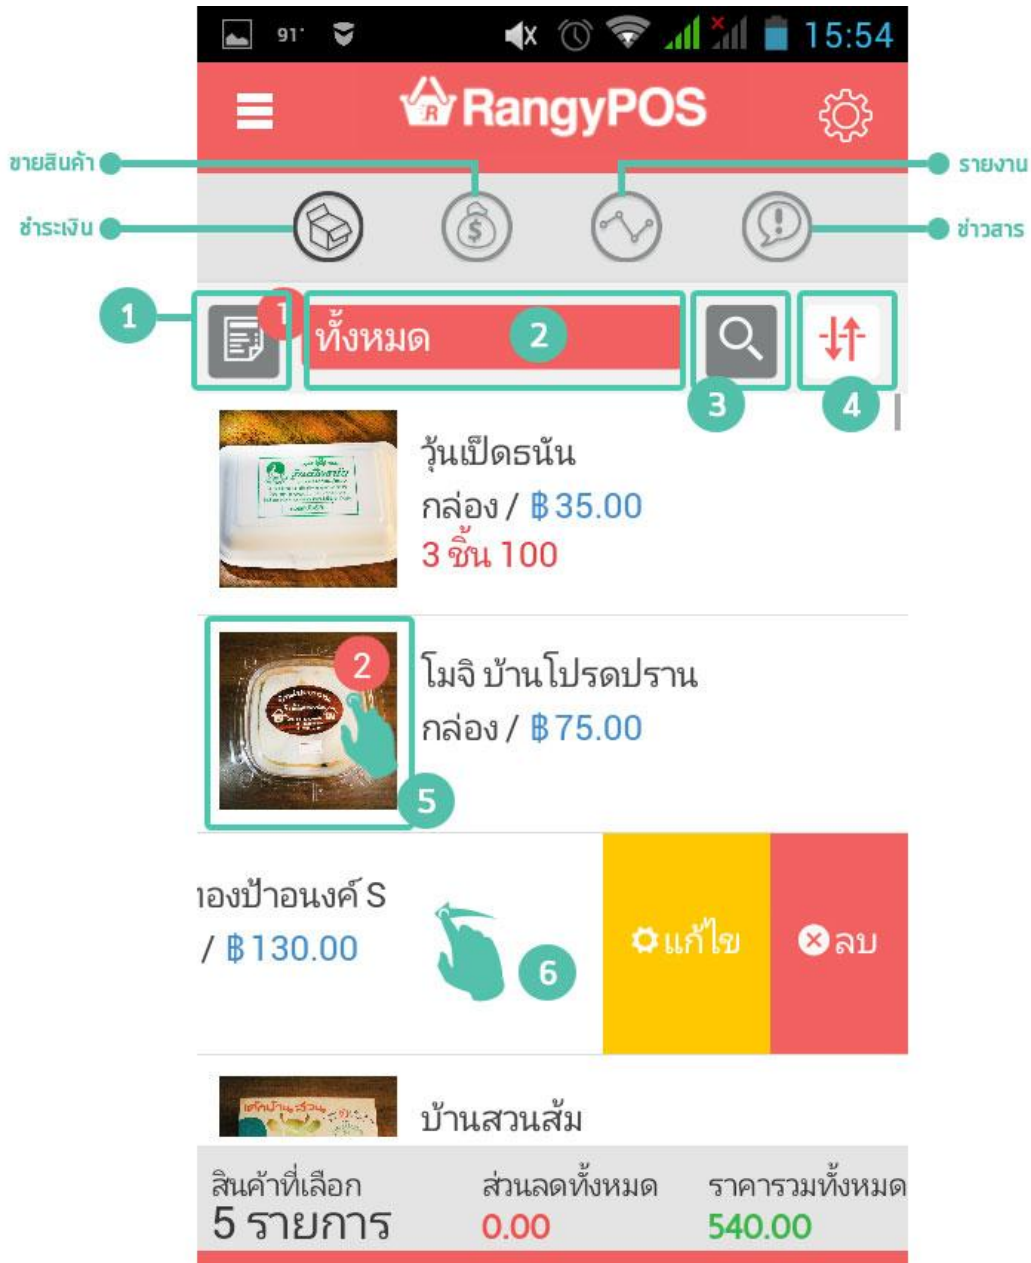 91°
15:54
RangyPOS
ขายสินค้า
รายงาน
ชำระเงิน
ข่าวสาร
1
1
ทั้งหมด
2
3
4
วุ้นเป็ดธนัน
กล่อง / ฿35.00
3 ชิ้น 100
2
โมจิ บ้านโปรดปราน
กล่อง / ฿75.00
5
ทองป้าอนงค์ S
/ ฿130.00
6
แก้ไข
ลบ
บ้านสวนส้ม
สินค้าที่เลือก
ส่วนลดทั้งหมด
ราคารวมทั้งหมด
5 รายการ
0.00
540.00